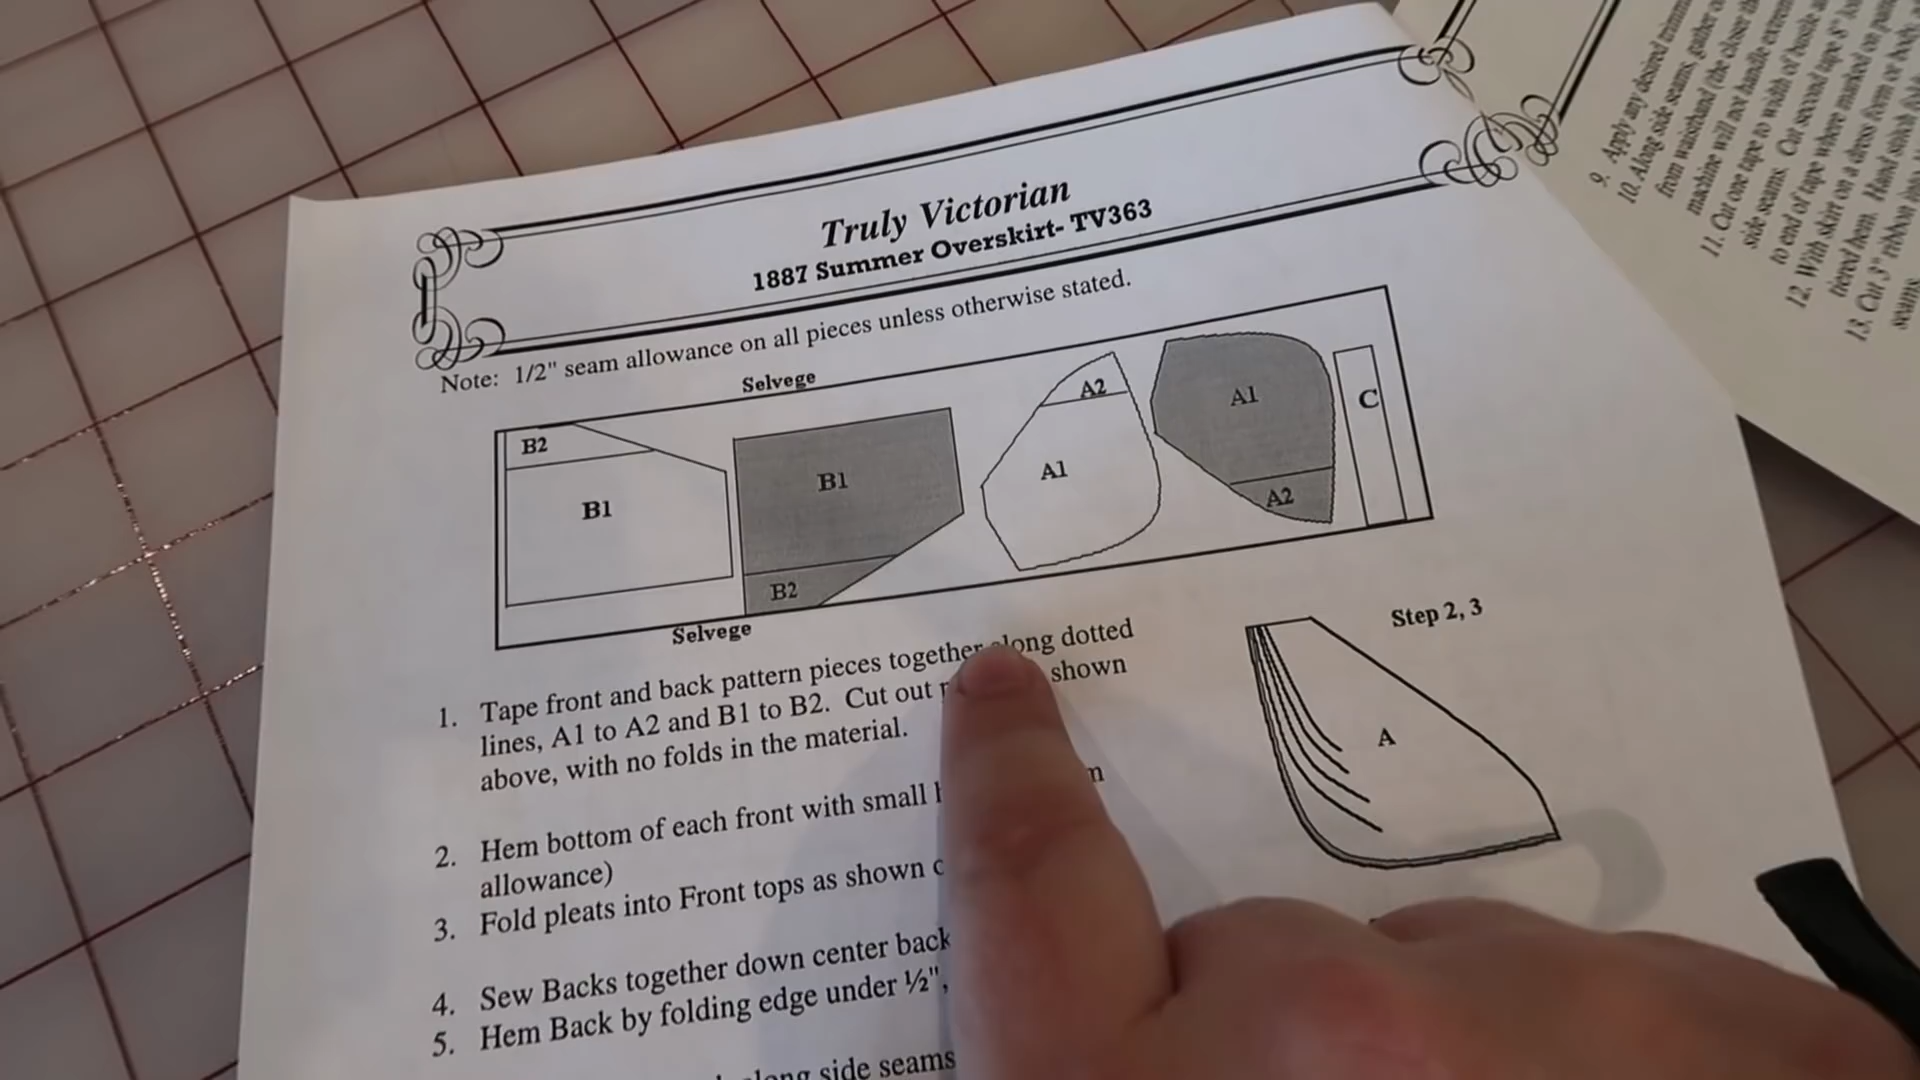 Truly Victorian
1887 Summer Overskirt- TV363
Note: 1/2" seam allowance on all pieces unless otherwise stated.
Selvege
B2
B1
B1
B2
A2
A1
A1
A2
C
Selvege
1. Tape front and back pattern pieces together along dotted
lines, A1 to A2 and B1 to B2. Cut out shown
above, with no folds in the material.
2. Hem bottom of each front with small
allowance)
3. Fold pleats into Front tops as shown
4. Sew Backs together down center back
5. Hem Back by folding edge under ½",
along side seams
Step 2, 3
A
9. Apply any desired
10. Along side seams, gather
from waistband (the closer
machine will not handle
11. Cut one tape to width of bustle
side seams. Cut second tape 8"
to end of tape where marked on
12. With skirt on a dress form or body,
tiered hem. Hand stitch
13. Cut 3" ribbon into
seams.